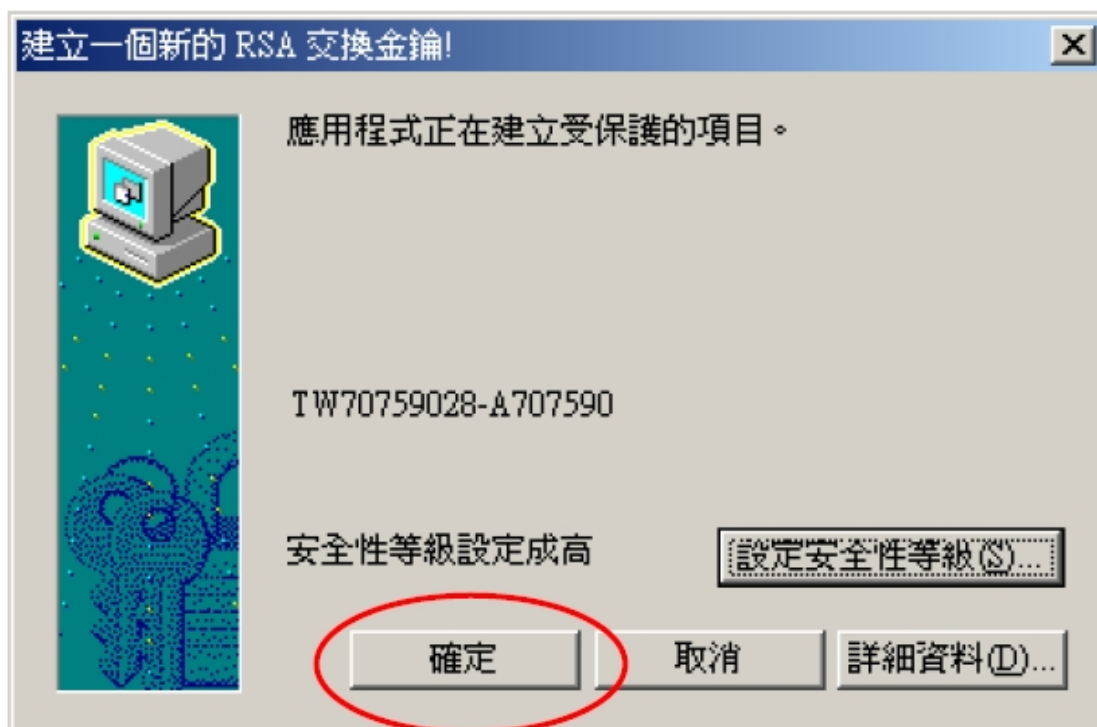 建立一個新的 RSA 交換金鑰!
應用程式正在建立受保護的項目。
TW70759028-A707590
安全性等級設定成高
設定安全性等級(S)...
確定
取消
詳細資料(D)...